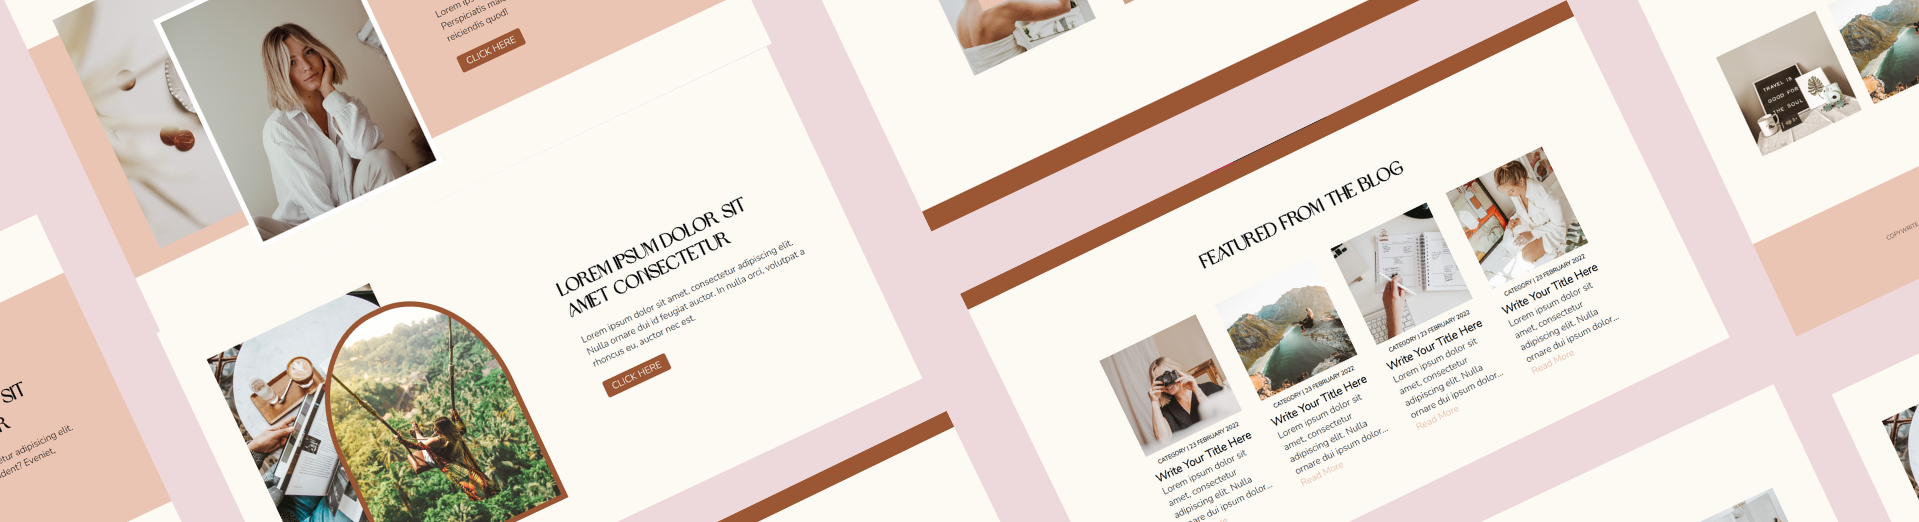 Lorem ips
Perspiciatis
reiciendis quod!
CLICK HERE
SIT
R
etur adipisicing elit.
dent? Eveniet,
LOREM IPSUM DOLOR SIT
AMET CONSECTETUR
Lorem ipsum dolor sit amet, consectetur adipiscing elit.
Nulla ornare dui id feugiat auctor. In nulla orci, volutpat a
rhoncus eu, auctor nec est.
CLICK HERE
FEATURED FROM THE BLOG
CATEGORY | 23 FEBRUARY 2022
Write Your Title Here
Lorem ipsum dolor sit
amet, consectetur
adipiscing elit. Nulla
ornare dui ipsum dolor...
CATEGORY | 23 FEBRUARY 2022
Write Your Title Here
Lorem ipsum dolor sit
amet, consectetur
adipiscing elit. Nulla
ornare dui ipsum dolor...
Read More
CATEGORY | 23 FEBRUARY 2022
Write Your Title Here
Lorem ipsum dolor sit
amet, consectetur
adipiscing elit. Nulla
ornare dui ipsum dolor...
Read More
CATEGORY | 23 FEBRUARY 2022
Write Your Title Here
Lorem ipsum dolor sit
amet, consectetur
adipiscing elit. Nulla
ornare dui ipsum dolor...
Read More
TRAVEL IS
GOOD FOR
THE SOUL
COPYWRITE